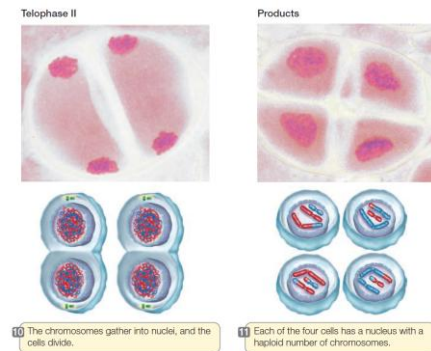 Telophase II
Products
10 The chromosomes gather into nuclei, and the
cells divide.
11 Each of the four cells has a nucleus with a
haploid number of chromosomes.